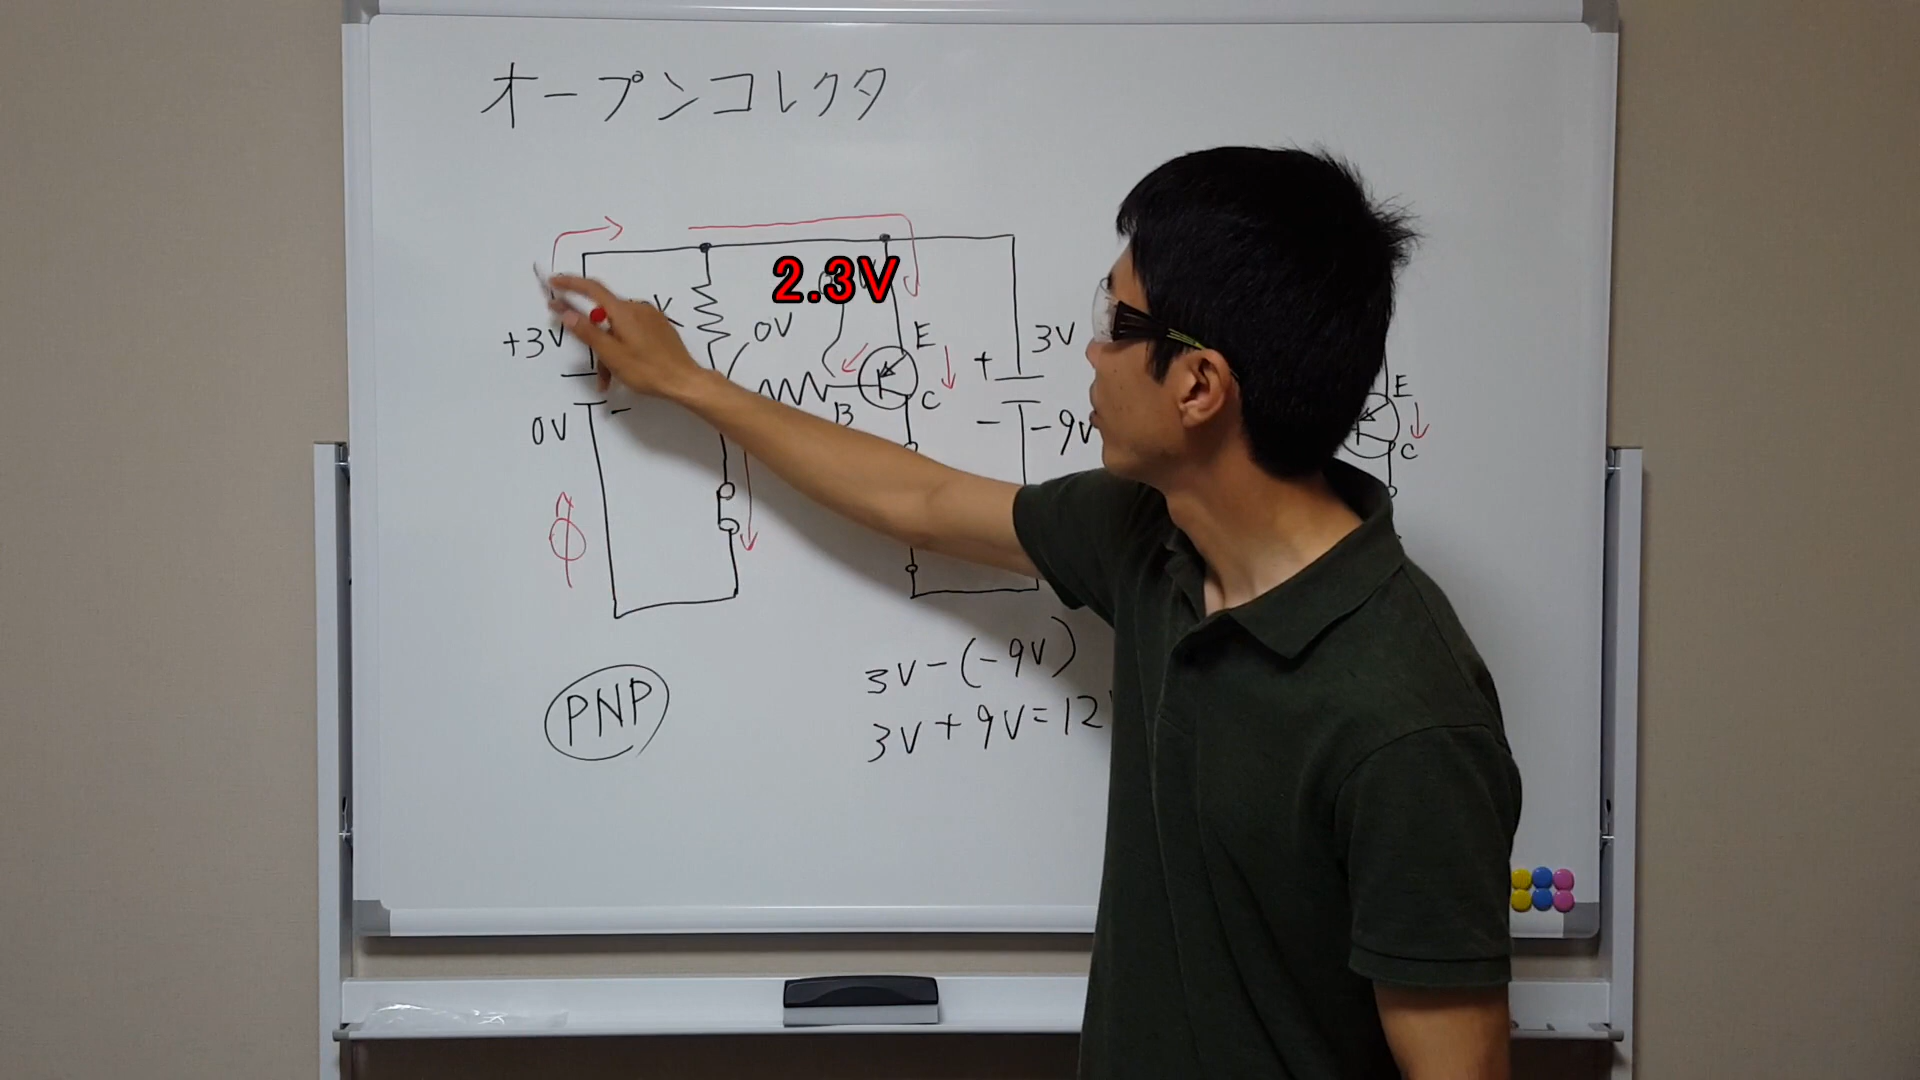 オープンコレクタ
2.3V
0V
E
3V
+
+3V
B
C
E
0V
-
-
-9V
C
PNP
3V-(-9V)
3V+9V=12